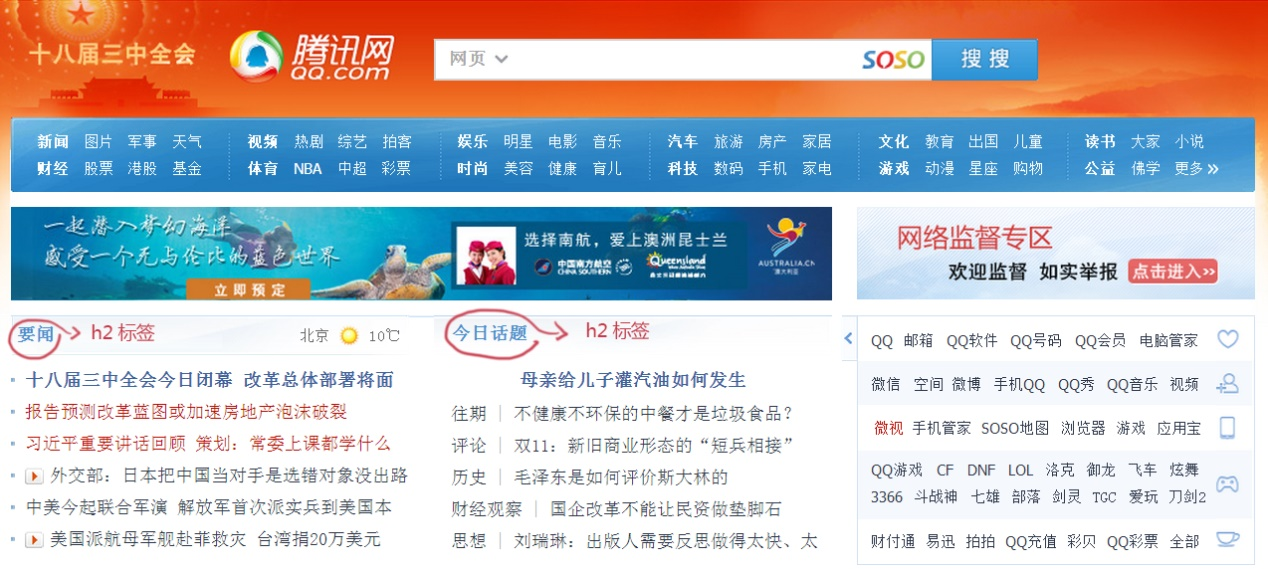 十八届三中全会
腾讯网
QQ.com
网页
SOSO
搜搜
新闻 图片 军事 天气 视频 热剧 综艺 拍客 娱乐 明星 电影 音乐 汽车 旅游 房产 家居 文化 教育 出国 儿童 读书 大家 小说
财经 股票 港股 基金 体育 NBA 中超 彩票 时尚 美容 健康 育儿 科技 数码 手机 家电 游戏 动漫 星座 购物 公益 佛学 更多 »
一起潜入梦幻海洋
感受一个无与伦比的蓝色世界
立即预定
选择南航，爱上澳洲昆士兰
中国南方航空
CHINA SOUTHERN
Queensland
AUSTRALIA.CN
澳大利亚
网络监督专区
欢迎监督 如实举报 点击进入>>
要闻 h2 标签 北京 10℃
十八届三中全会今日闭幕 改革总体部署将面
报告预测改革蓝图或加速房地产泡沫破裂
习近平重要讲话回顾 策划：常委上课都学什么
外交部：日本把中国当对手是选错对象没出路
中美今起联合军演 解放军首次派实兵到美国本
美国派航母军舰赴菲救灾 台湾捐20万美元
今日话题 h2 标签
母亲给儿子灌汽油如何发生
往期 | 不健康不环保的中餐才是垃圾食品？
评论 | 双11：新旧商业形态的“短兵相接”
历史 | 毛泽东是如何评价斯大林的
财经观察 | 国企改革不能让民资做垫脚石
思想 | 刘瑞琳：出版人需要反思做得太快、太
QQ 邮箱 QQ软件 QQ号码 QQ会员 电脑管家
微信 空间 微博 手机QQ QQ秀 QQ音乐 视频
微视 手机管家 SOSO地图 浏览器 游戏 应用宝
QQ游戏 CF DNF LOL 洛克 御龙 飞车 炫舞
3366 斗战神 七雄 部落 剑灵 TGC 爱玩 刀剑2
财付通 易迅 拍拍 QQ充值 彩贝 QQ彩票 全部